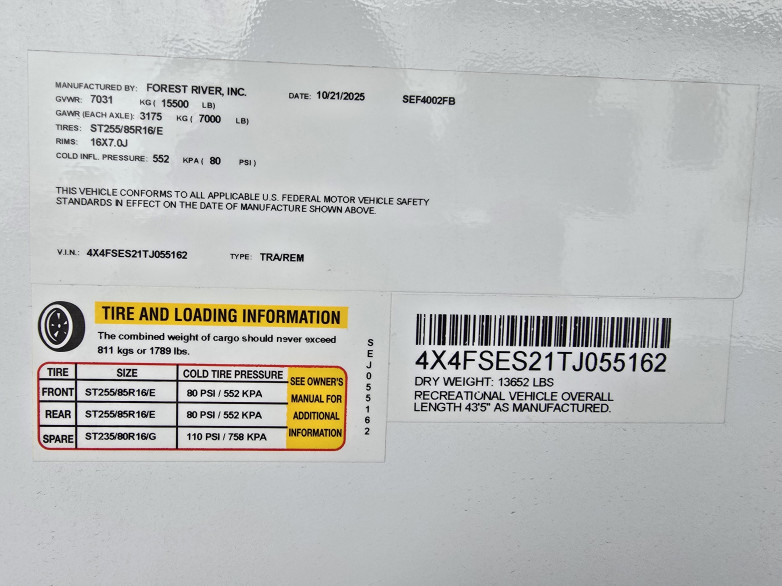 MANUFACTURED BY: FOREST RIVER, INC. DATE: 10/21/2025 SEF4002FB
GVWR: 7031 KG ( 15500 LB)
GAWR (EACH AXLE): 3175 KG ( 7000 LB)
TIRES: ST255/85R16/E
RIMS: 16X7.0J
COLD INFL. PRESSURE: 552 KPA ( 80 PSI )
THIS VEHICLE CONFORMS TO ALL APPLICABLE U.S. FEDERAL MOTOR VEHICLE SAFETY
STANDARDS IN EFFECT ON THE DATE OF MANUFACTURE SHOWN ABOVE.
V.I.N.: 4X4FSES21TJ055162 TYPE: TRA/REM
TIRE AND LOADING INFORMATION
The combined weight of cargo should never exceed
811 kgs or 1789 lbs.
TIRE SIZE COLD TIRE PRESSURE
FRONT ST255/85R16/E 80 PSI / 552 KPA
REAR ST255/85R16/E 80 PSI / 552 KPA
SPARE ST235/80R16/G 110 PSI / 758 KPA
SEE OWNER'S
MANUAL FOR
ADDITIONAL
INFORMATION
SEJ055162
4X4FSES21TJ055162
DRY WEIGHT: 13652 LBS
RECREATIONAL VEHICLE OVERALL
LENGTH 43'5" AS MANUFACTURED.